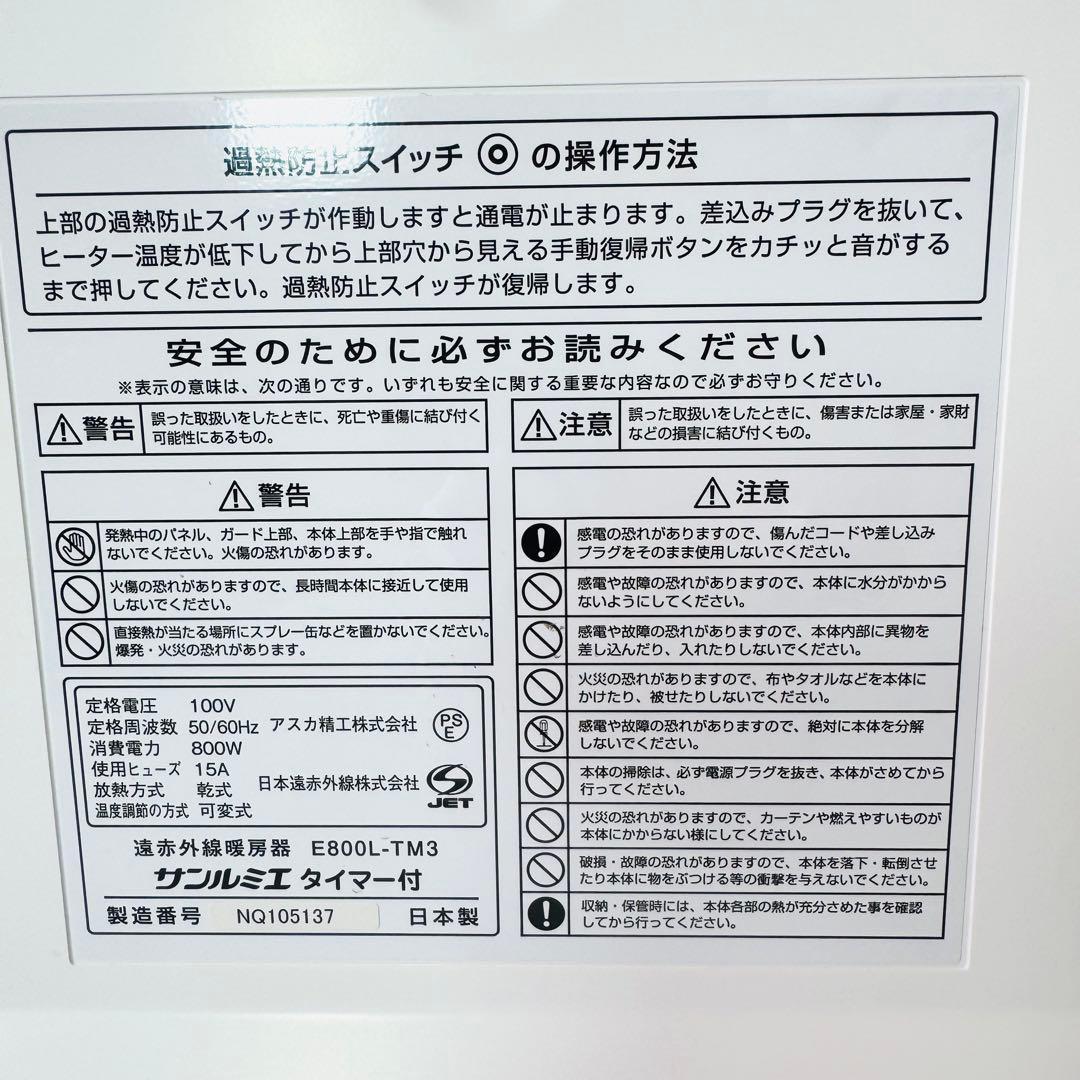 過熱防止スイッチ ◎ の操作方法
上部の過熱防止スイッチが作動しますと通電が止まります。差込みプラグを抜いて、
ヒーター温度が低下してから上部穴から見える手動復帰ボタンをカチッと音がする
まで押してください。過熱防止スイッチが復帰します。
安全のために必ずお読みください
※表示の意味は、次の通りです。いずれも安全に関する重要な内容なので必ずお守りください。
警告
誤った取扱いをしたときに、死亡や重傷に結び付く
可能性にあるもの。
注意
誤った取扱いをしたときに、傷害または家屋・家財
などの損害に結び付くもの。
警告
発熱中のパネル、ガード上部、本体上部を手や指で触れ
ないでください。火傷の恐れがあります。
火傷の恐れがありますので、長時間本体に接近して使用
しないでください。
直接熱が当たる場所にスプレー缶などを置かないでください。
爆発・火災の恐れがあります。
定格電圧 100V
定格周波数 50/60Hz
消費電力 800W
使用ヒューズ 15A
放熱方式 乾式
温度調節の方式 可変式
アスカ精工株式会社
PS
E
日本遠赤外線株式会社
JET
遠赤外線暖房器 E800L-TM3
サンルミエ タイマー付
製造番号 NQ105137 日本製
注意
感電の恐れがありますので、傷んだコードや差し込み
プラグをそのまま使用しないでください。
感電や故障の恐れがありますので、本体に水分がかから
ないようにしてください。
感電や故障の恐れがありますので、本体内部に異物を
差し込んだり、入れたりしないでください。
火災の恐れがありますので、布やタオルなどを本体に
かけたり、被せたりしないでください。
感電や故障の恐れがありますので、絶対に本体を分解
しないでください。
本体の掃除は、必ず電源プラグを抜き、本体がさめてから
行ってください。
火災の恐れがありますので、カーテンや燃えやすいものが
本体にかからない様にしてください。
破損・故障の恐れがありますので、本体を落下・転倒させ
たり本体に物をぶつける等の衝撃を与えないでください。
収納・保管時には、本体各部の熱が充分さめた事を確認
してから行ってください。